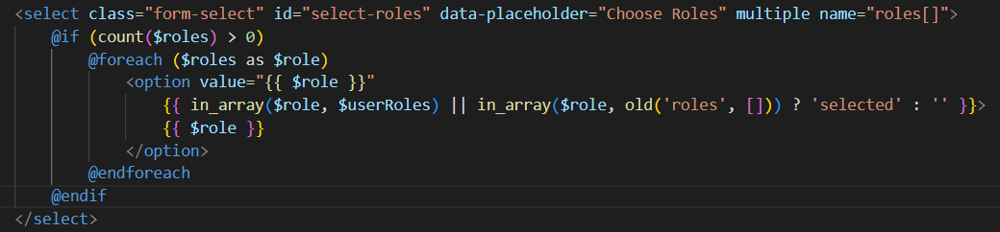 <select class="form-select" id="select-roles" data-placeholder="Choose Roles" multiple name="roles[]">
    @if (count($roles) > 0)
        @foreach ($roles as $role)
            <option value="{{ $role }}"
                {{ in_array($role, $userRoles) || in_array($role, old('roles', [])) ? 'selected' : '' }}>
                {{ $role }}
            </option>
        @endforeach
    @endif
</select>